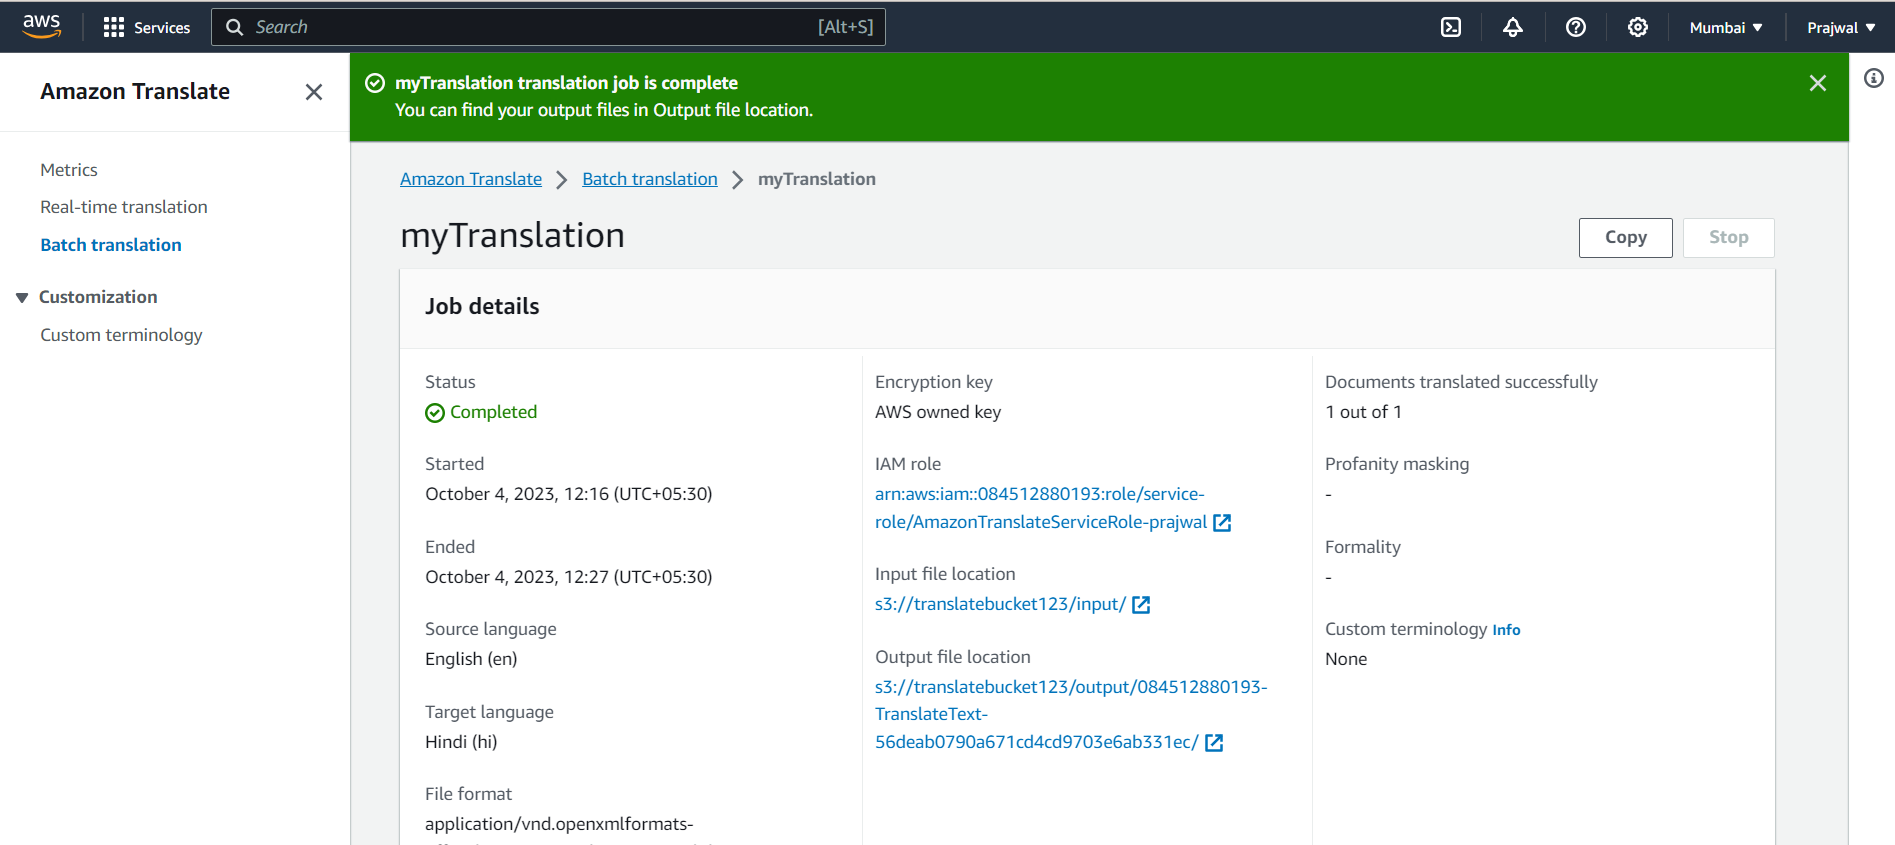 aws
Services
Search
[Alt+S]
Mumbai
Prajwal
Amazon Translate
Metrics
Real-time translation
Batch translation
Customization
Custom terminology
myTranslation translation job is complete
You can find your output files in Output file location.
Amazon Translate
Batch translation
myTranslation
myTranslation
Copy
Stop
Job details
Status
Completed
Started
October 4, 2023, 12:16 (UTC+05:30)
Ended
October 4, 2023, 12:27 (UTC+05:30)
Source language
English (en)
Target language
Hindi (hi)
File format
application/vnd.openxmlformats-
Encryption key
AWS owned key
IAM role
arn:aws:iam::084512880193:role/service-
role/AmazonTranslateServiceRole-prajwal
Input file location
s3://translatebucket123/input/
Output file location
s3://translatebucket123/output/084512880193-
TranslateText-
56deab0790a671cd4cd9703e6ab331ec/
Documents translated successfully
1 out of 1
Profanity masking
-
Formality
-
Custom terminology Info
None